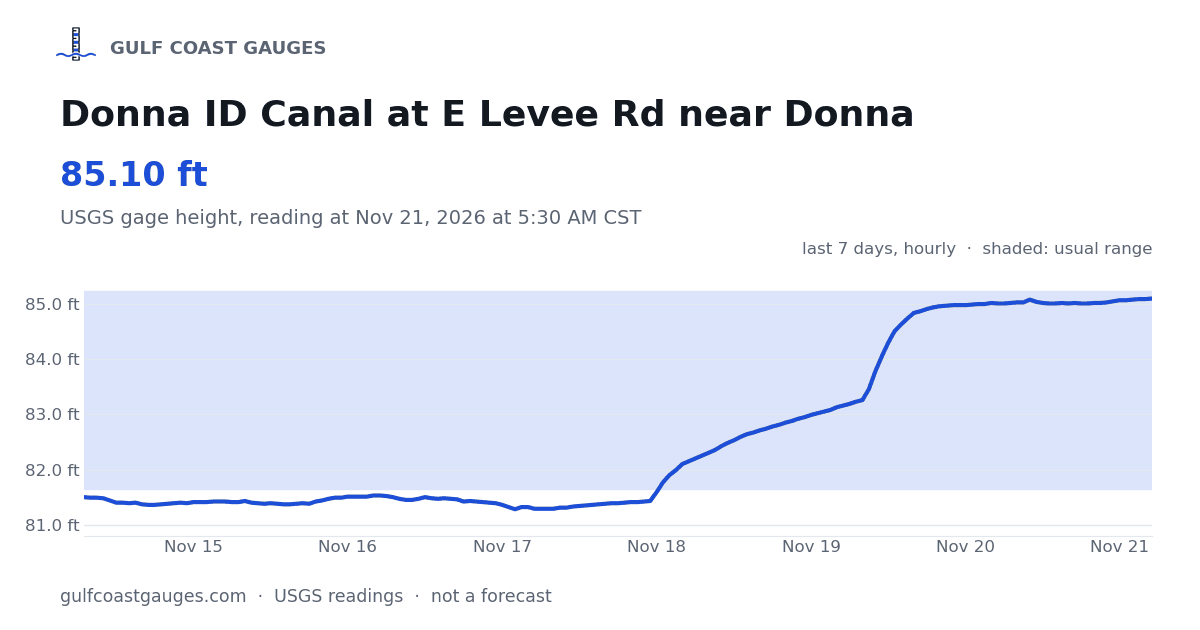 GULF COAST GAUGES
Donna ID Canal at E Levee Rd near Donna
85.10 ft
USGS gage height, reading at Nov 21, 2026 at 5:30 AM CST
last 7 days, hourly · shaded: usual range
85.0 ft
84.0 ft
83.0 ft
82.0 ft
81.0 ft
Nov 15 Nov 16 Nov 17 Nov 18 Nov 19 Nov 20 Nov 21
gulfcoastgauges.com · USGS readings · not a forecast